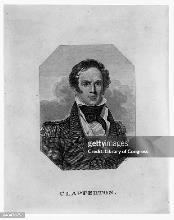 gettyimages
Credit: Library of Congress
CLAPPERTON.